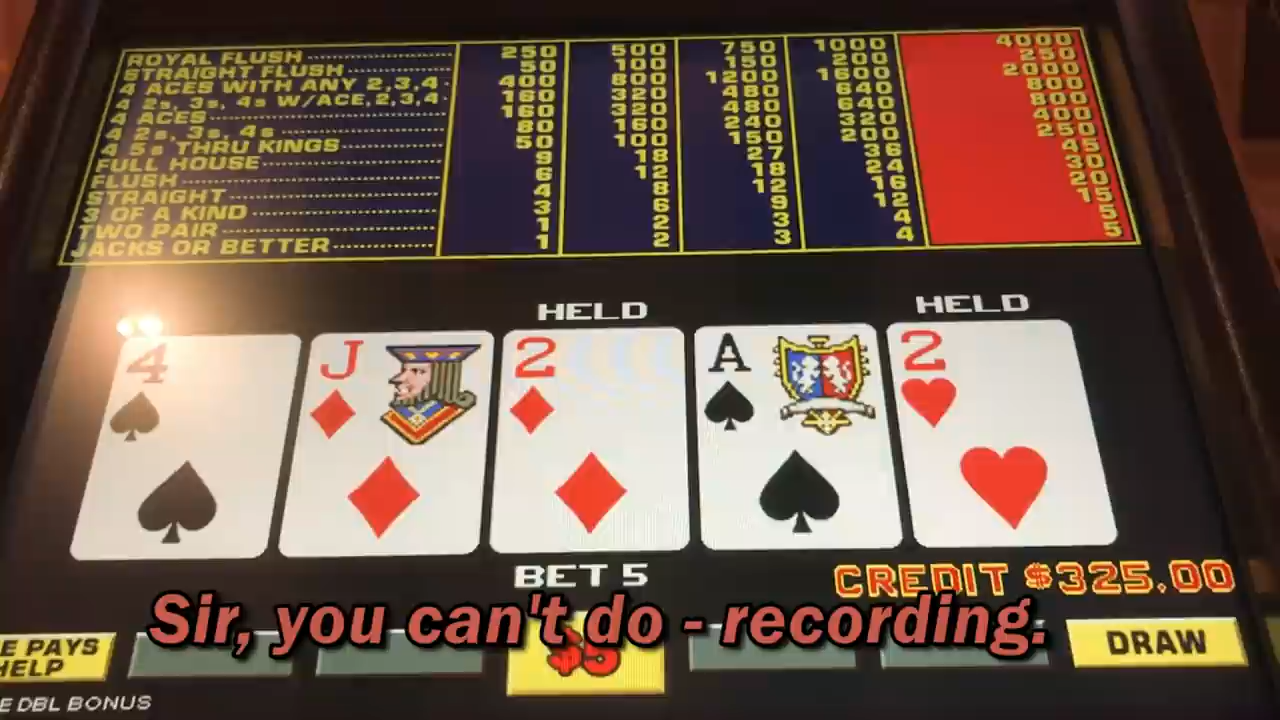 ROYAL FLUSH 250 500 750 1000 4000
STRAIGHT FLUSH 50 100 150 200 250
4 ACES WITH ANY 2,3,4 400 800 1200 1600 2000
4 2s, 3s, 4s W/ACE,2,3,4 160 320 480 640 800
4 ACES 160 320 480 640 800
4 2s, 3s, 4s 80 160 240 320 400
4 5s THRU KINGS 50 100 150 200 250
FULL HOUSE 9 18 27 36 45
FLUSH 6 12 18 24 30
STRAIGHT 4 8 12 16 20
3 OF A KIND 3 6 9 12 15
TWO PAIR 1 2 3 4 5
JACKS OR BETTER 1 2 3 4 5
HELD HELD
4 J 2 A 2
BET 5 CREDIT $325.00
Sir, you can't do - recording.
E PAYS
HELP
$5
DRAW
E DBL BONUS